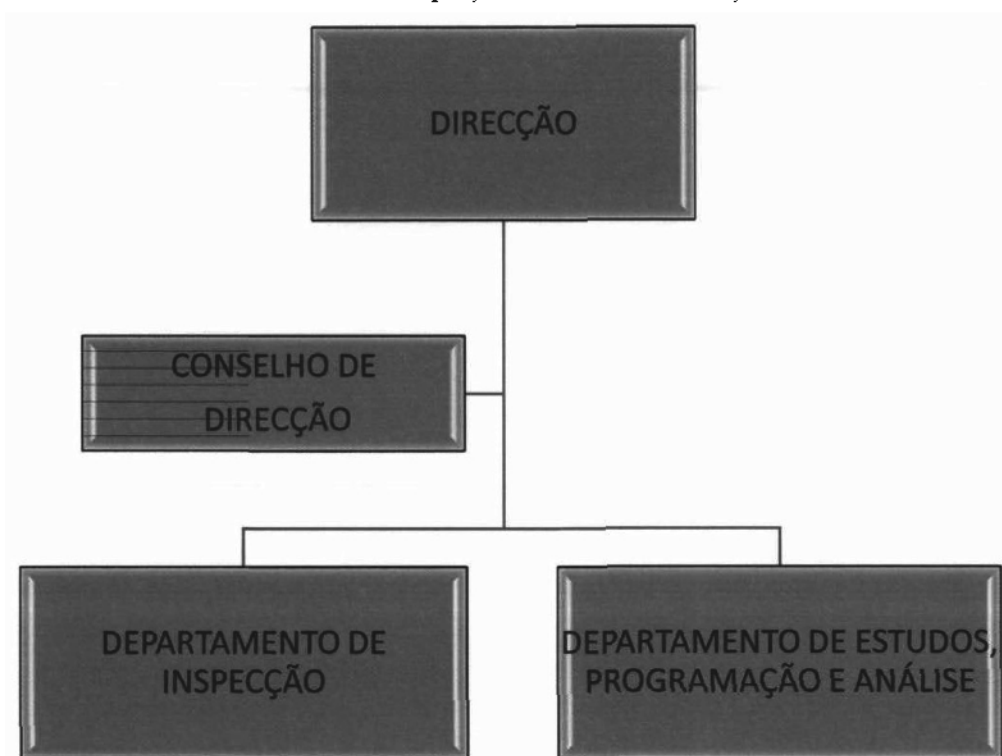 DIRECÇÃO
CONSELHO DE
DIRECÇÃO
DEPARTAMENTO DE
INSPECÇÃO
DEPARTAMENTO DE ESTUDOS,
PROGRAMAÇÃO E ANÁLISE